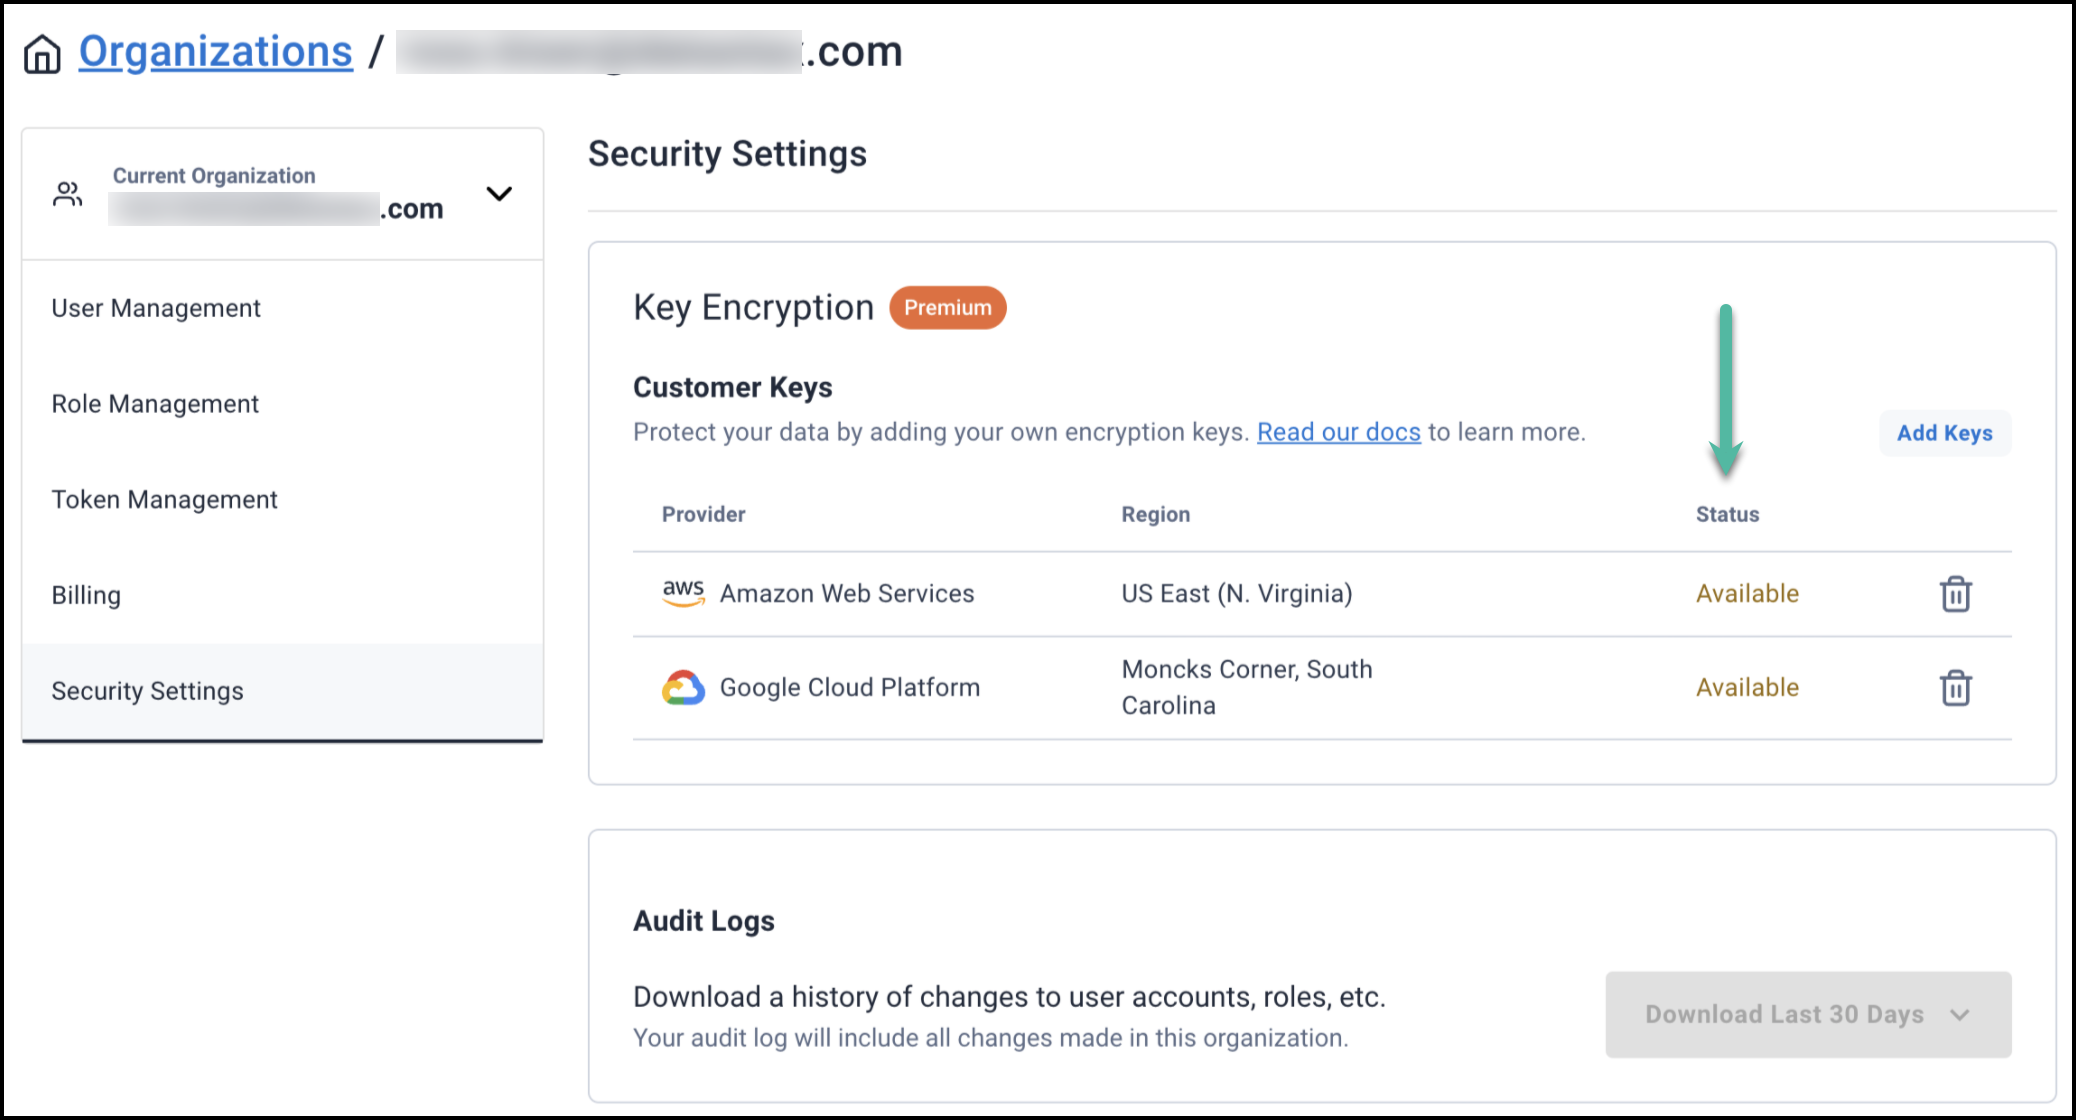 Organizations / .com
Current Organization
.com
User Management
Role Management
Token Management
Billing
Security Settings
Security Settings
Key Encryption Premium
Customer Keys
Protect your data by adding your own encryption keys. Read our docs to learn more.
Add Keys
Provider Region Status
aws Amazon Web Services US East (N. Virginia) Available
Google Cloud Platform Moncks Corner, South
Carolina Available
Audit Logs
Download a history of changes to user accounts, roles, etc.
Your audit log will include all changes made in this organization.
Download Last 30 Days